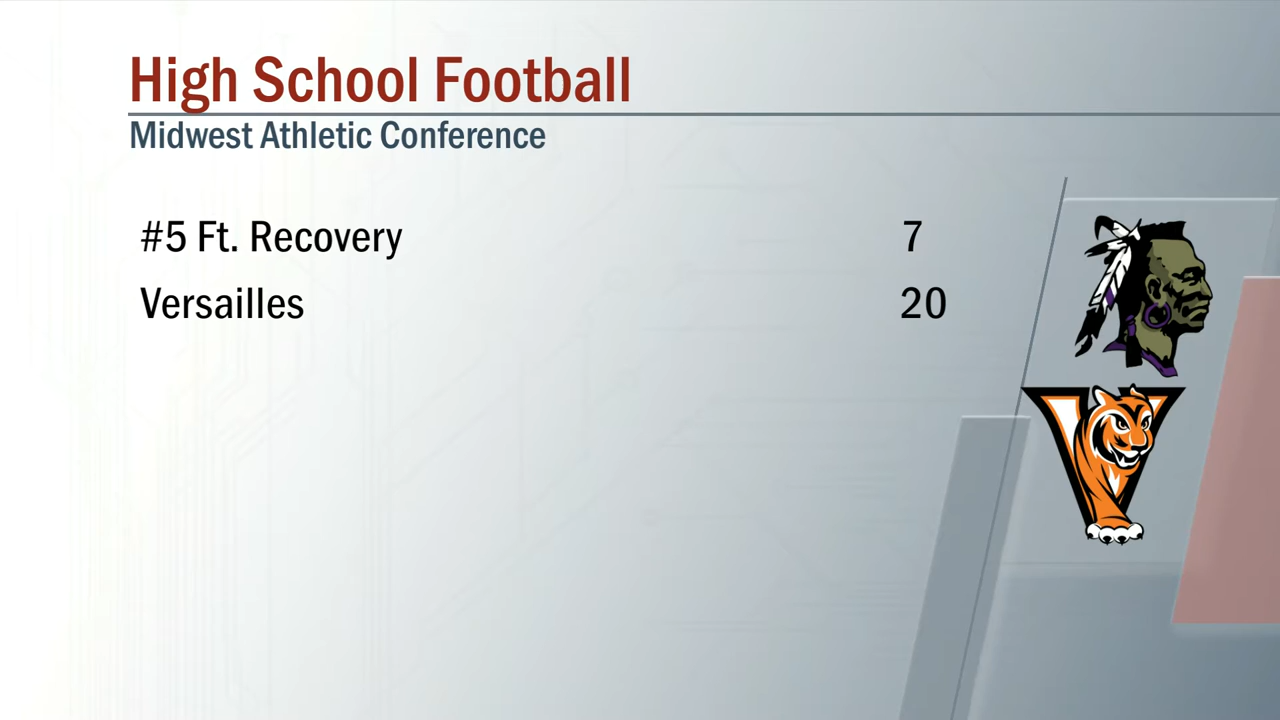 High School Football
Midwest Athletic Conference
#5 Ft. Recovery 7
Versailles 20
V